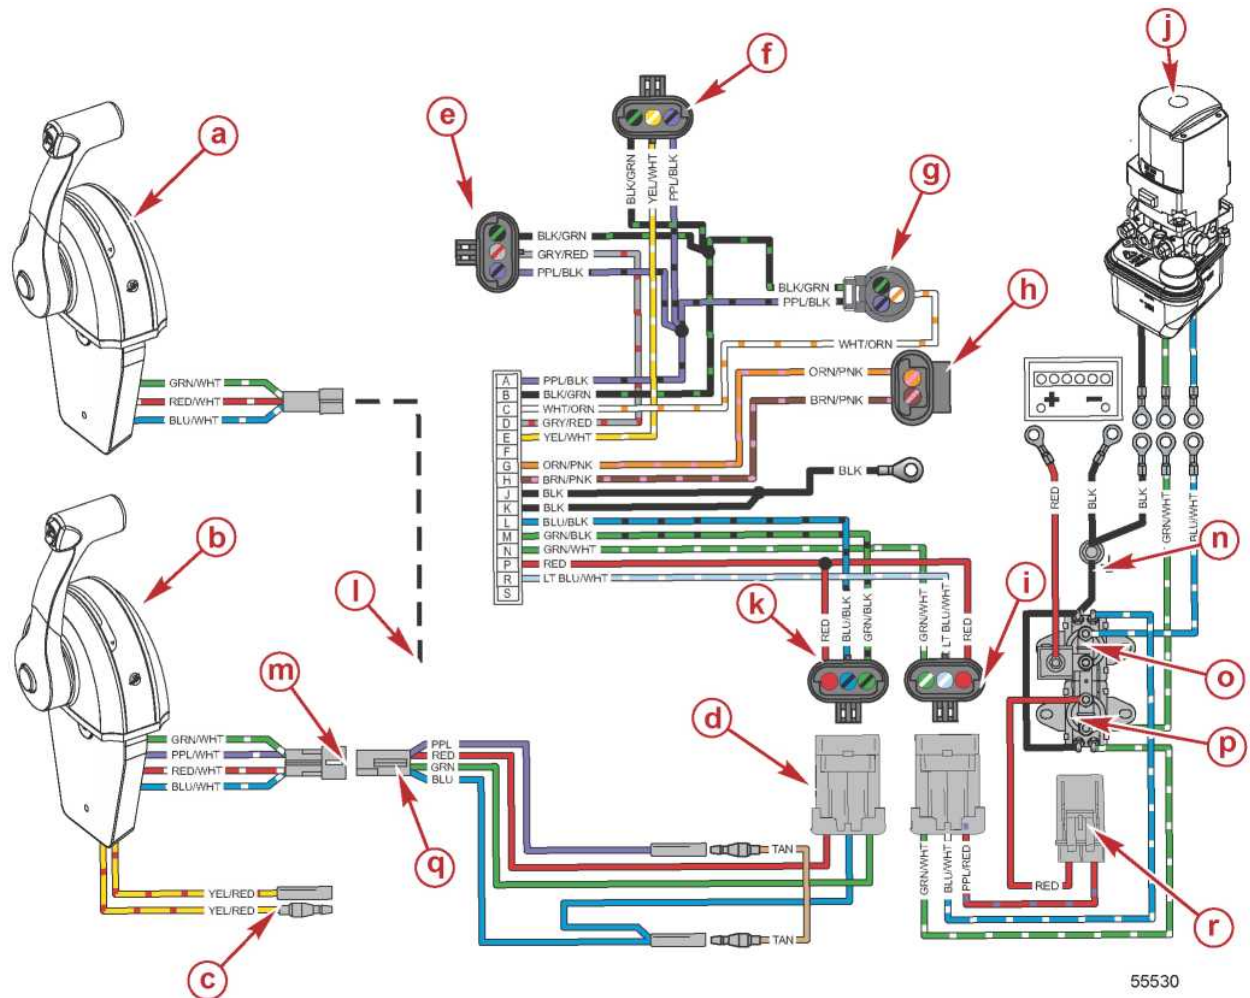 j
f
e
a
g
BLK/GRN
YEL/WHT
PPL/BLK
BLK/GRN
GRY/RED
PPL/BLK
BLK/GRN
PPL/BLK
h
WHT/ORN
GRN/WHT
RED/WHT
BLU/WHT
ORN/PNK
BRN/PNK
+ −
A PPL/BLK
B BLK/GRN
C WHT/ORN
D GRY/RED
E YEL/WHT
F
G ORN/PNK
H BRN/PNK
J BLK
K BLK
L BLU/BLK
M GRN/BLK
N GRN/WHT
P RED
R LT BLU/WHT
S
BLK
RED
BLK
BLK
GRN/WHT
BLU/WHT
b
l
n
k
i
RED
BLU/BLK
GRN/BLK
GRN/WHT
LT BLU/WHT
RED
m
o
d
p
GRN/WHT
PPL/WHT
RED/WHT
BLU/WHT
PPL
RED
GRN
BLU
q
TAN
GRN/WHT
BLU/WHT
PPL/RED
RED
YEL/RED
YEL/RED
c
TAN
r
55530